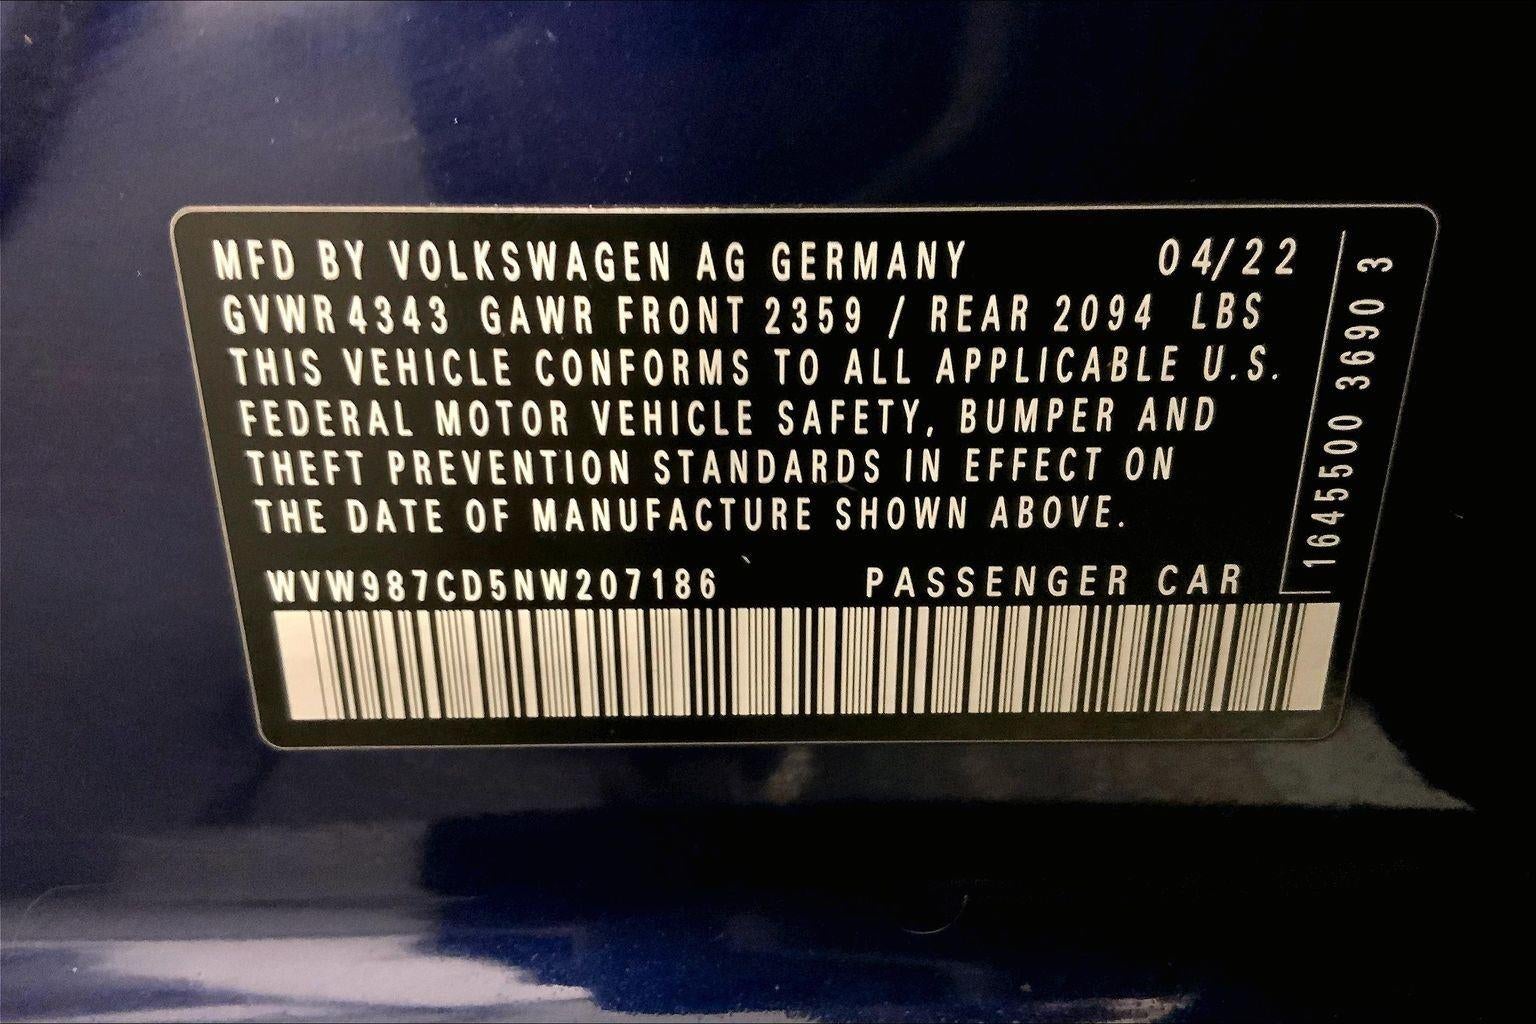 MFD BY VOLKSWAGEN AG GERMANY 04/22
GVWR 4343 GAWR FRONT 2359 / REAR 2094 LBS
THIS VEHICLE CONFORMS TO ALL APPLICABLE U.S.
FEDERAL MOTOR VEHICLE SAFETY, BUMPER AND
THEFT PREVENTION STANDARDS IN EFFECT ON
THE DATE OF MANUFACTURE SHOWN ABOVE.
WVW987CD5NW207186 PASSENGER CAR
1645500 3690 3